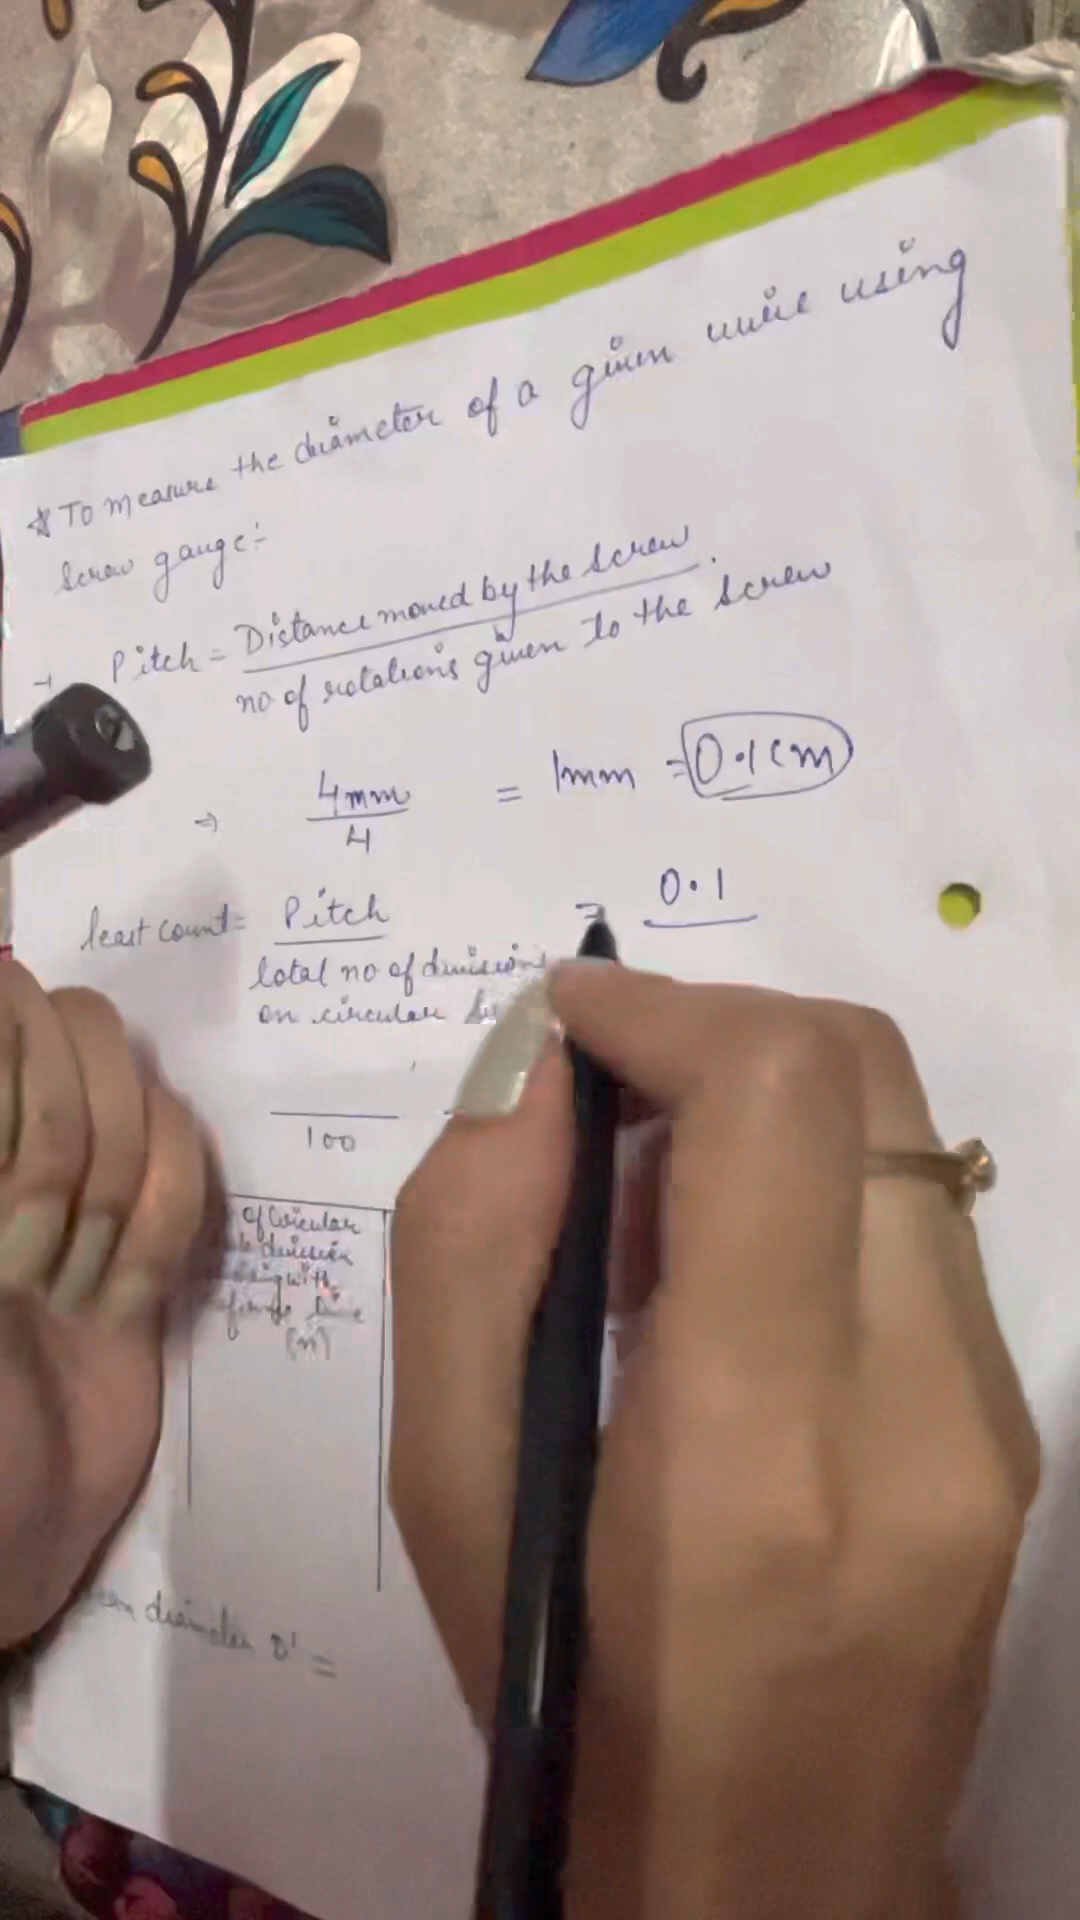 * To measure the diameter of a given wire using
screw gauge:-
→ Pitch = Distance moved by the screw
no of rotations given to the screw
⇒ 4mm / 4 = 1mm = 0.1cm
least count = Pitch = 0.1
total no of divisions
on circular
100
of circular
division
with
line
(n)
diameter D' =